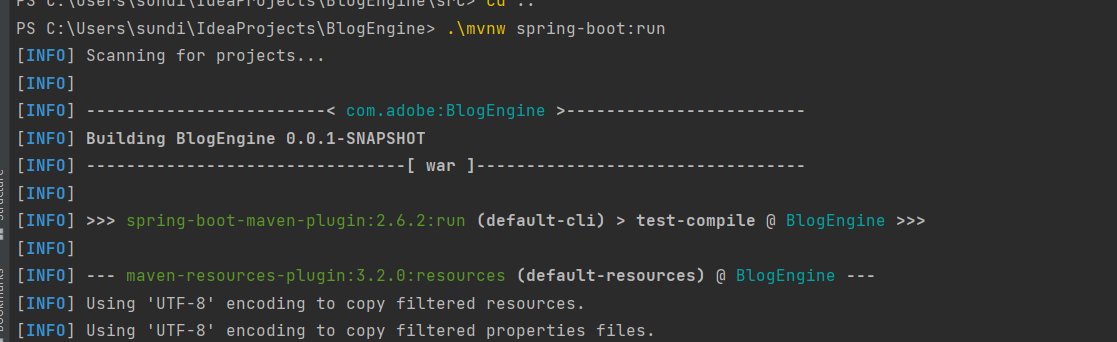 PS C:\Users\sundi\IdeaProjects\BlogEngine\src> cd ..
PS C:\Users\sundi\IdeaProjects\BlogEngine> .\mvnw spring-boot:run
[INFO] Scanning for projects...
[INFO]
[INFO] ------------------------< com.adobe:BlogEngine >------------------------
[INFO] Building BlogEngine 0.0.1-SNAPSHOT
[INFO] --------------------------------[ war ]---------------------------------
[INFO]
[INFO] >>> spring-boot-maven-plugin:2.6.2:run (default-cli) > test-compile @ BlogEngine >>>
[INFO]
[INFO] --- maven-resources-plugin:3.2.0:resources (default-resources) @ BlogEngine ---
[INFO] Using 'UTF-8' encoding to copy filtered resources.
[INFO] Using 'UTF-8' encoding to copy filtered properties files.
Structure
Bookmarks